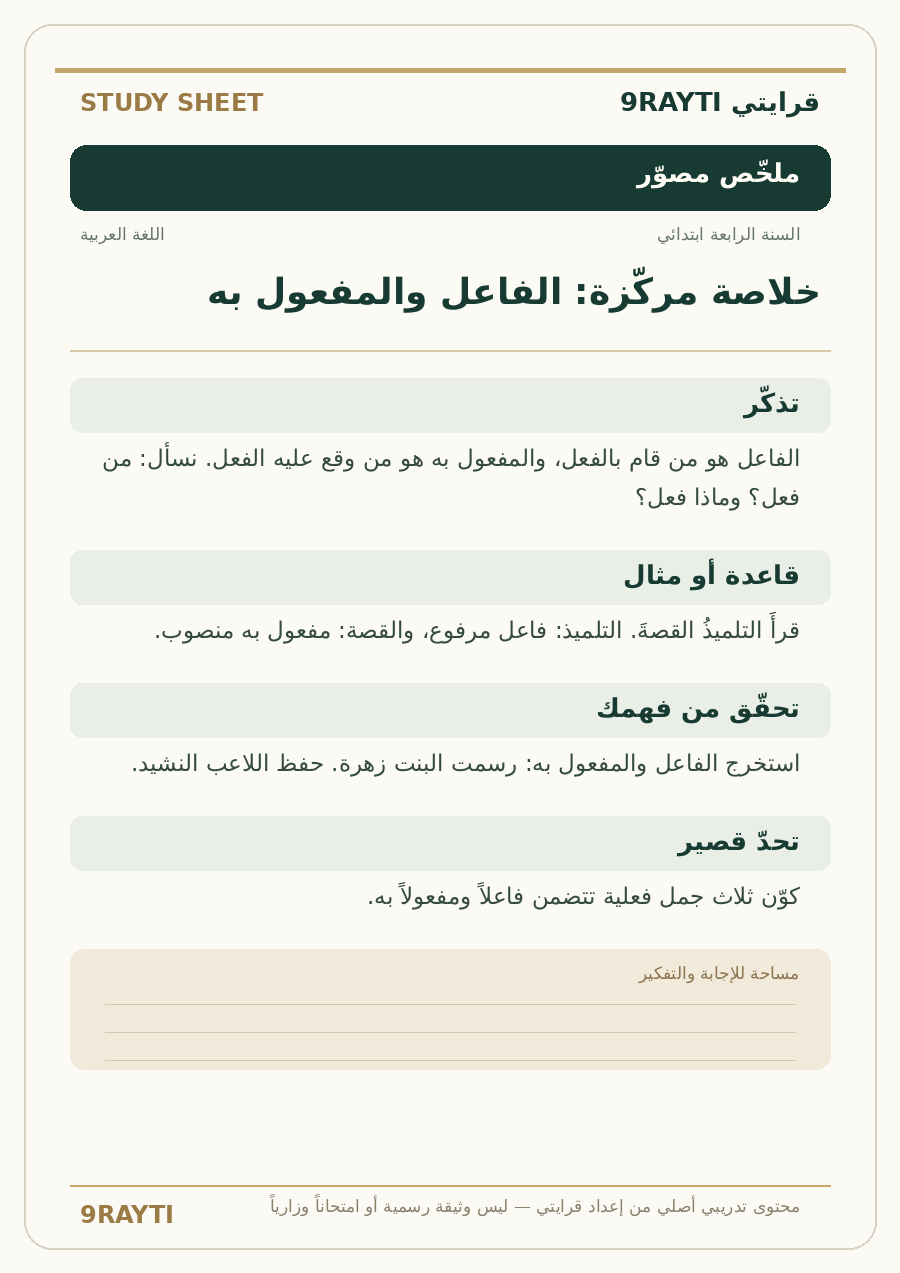 قرايتي 9RAYTI
STUDY SHEET
ملخّص مصوّر
السنة الرابعة ابتدائي
اللغة العربية
خلاصة مركّزة: الفاعل والمفعول به
تذكّر
الفاعل هو من قام بالفعل، والمفعول به هو من وقع عليه الفعل. نسأل: من
فعل؟ وماذا فعل؟
قاعدة أو مثال
قرأَ التلميذُ القصةَ. التلميذ: فاعل مرفوع، والقصة: مفعول به منصوب.
تحقّق من فهمك
استخرج الفاعل والمفعول به: رسمت البنت زهرة. حفظ اللاعب النشيد.
تحدّ قصير
كوّن ثلاث جمل فعلية تتضمن فاعلاً ومفعولاً به.
مساحة للإجابة والتفكير
محتوى تدريبي أصلي من إعداد قرايتي — ليس وثيقة رسمية أو امتحاناً وزارياً
9RAYTI